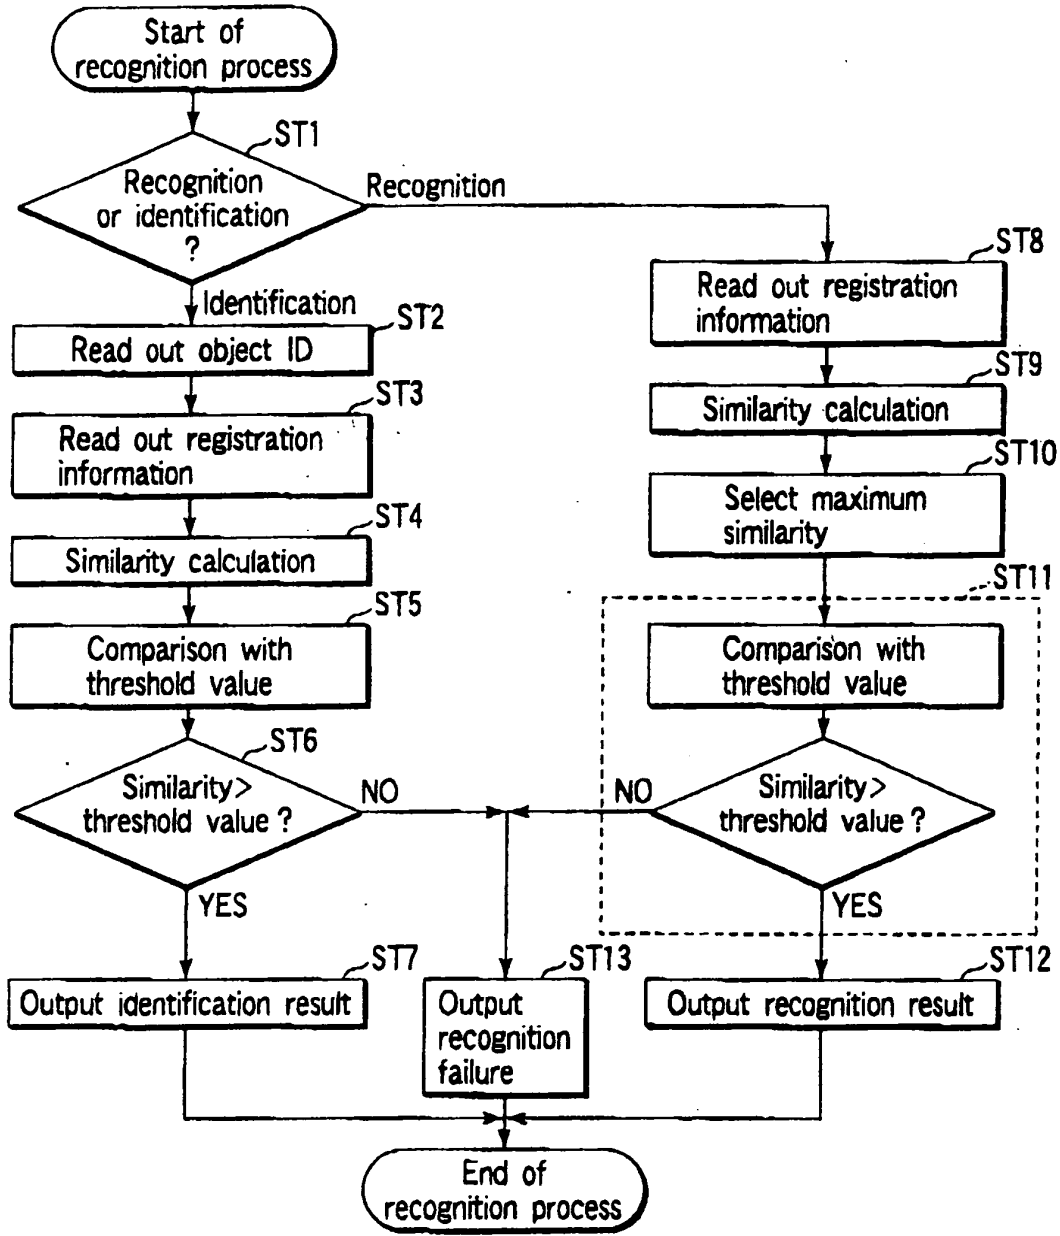 Start of
recognition process
ST1
Recognition
or identification
?
Recognition
Identification
ST2
Read out object ID
ST3
Read out registration
information
ST4
Similarity calculation
ST5
Comparison with
threshold value
ST6
Similarity>
threshold value ?
NO
YES
ST7
Output identification result
ST8
Read out registration
information
ST9
Similarity calculation
ST10
Select maximum
similarity
ST11
Comparison with
threshold value
Similarity>
threshold value ?
NO
YES
ST12
Output recognition result
ST13
Output
recognition
failure
End of
recognition process